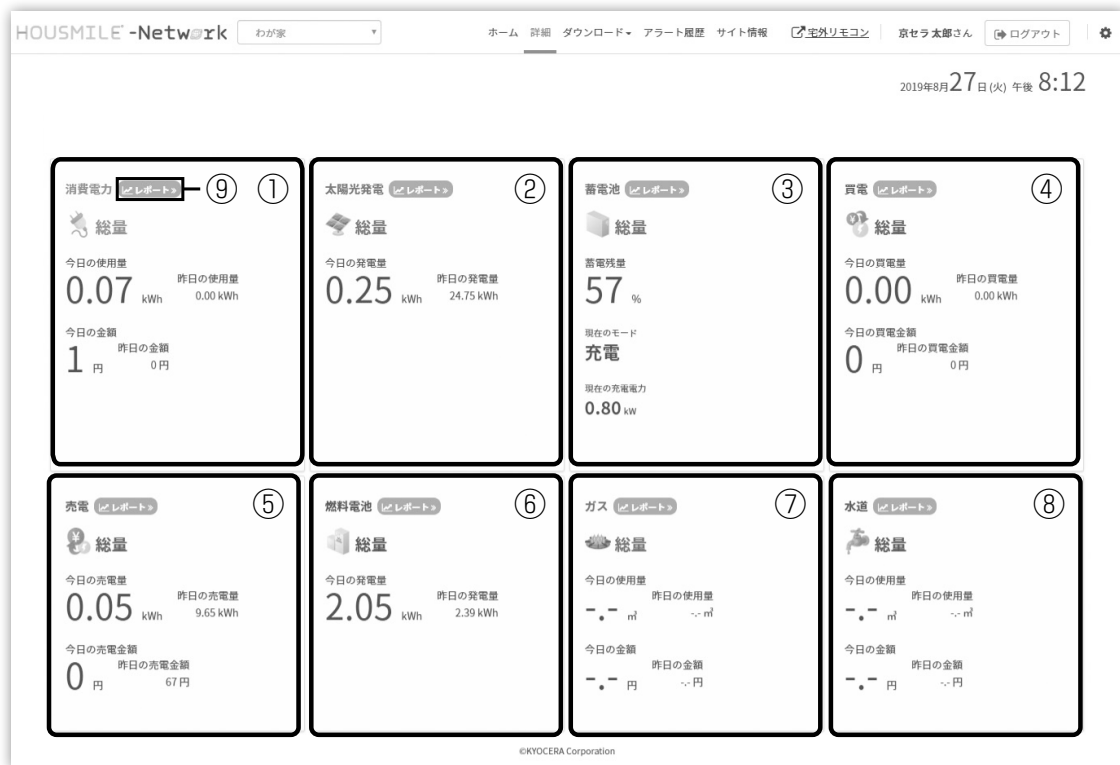 HOUSMILE -Network わが家 ▼ ホーム 詳細 ダウンロード▾ アラート履歴 サイト情報 宅外リモコン 京セラ 太郎さん ログアウト
2019年8月27日(火) 午後 8:12
消費電力 レポート» ⑨ ①
総量
今日の使用量
0.07 kWh
昨日の使用量
0.00 kWh
今日の金額
1 円
昨日の金額
0 円
太陽光発電 レポート» ②
総量
今日の発電量
0.25 kWh
昨日の発電量
24.75 kWh
蓄電池 レポート» ③
総量
蓄電残量
57 %
現在のモード
充電
現在の充電電力
0.80 kW
買電 レポート» ④
総量
今日の買電量
0.00 kWh
昨日の買電量
0.00 kWh
今日の買電金額
0 円
昨日の買電金額
0 円
売電 レポート» ⑤
総量
今日の売電量
0.05 kWh
昨日の売電量
9.65 kWh
今日の売電金額
0 円
昨日の売電金額
67 円
燃料電池 レポート» ⑥
総量
今日の発電量
2.05 kWh
昨日の発電量
2.39 kWh
ガス レポート» ⑦
総量
今日の使用量
-.- ㎥
昨日の使用量
-.- ㎥
今日の金額
-.- 円
昨日の金額
-.- 円
水道 レポート» ⑧
総量
今日の使用量
-.- ㎥
昨日の使用量
-.- ㎥
今日の金額
-.- 円
昨日の金額
-.- 円
©KYOCERA Corporation